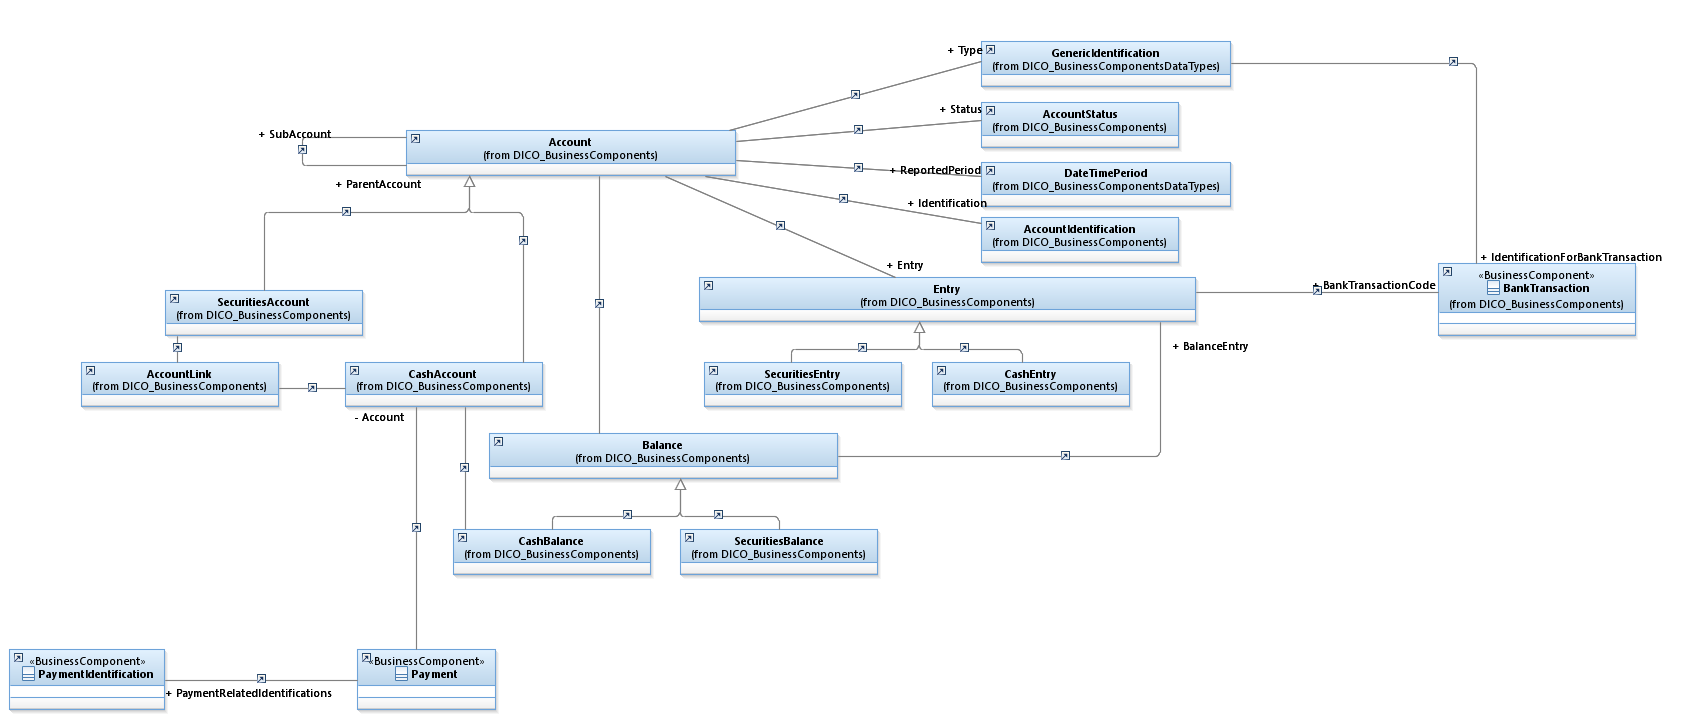 + Type
GenericIdentification
(from DICO_BusinessComponentsDataTypes)
+ Status
AccountStatus
(from DICO_BusinessComponents)
+ SubAccount
Account
(from DICO_BusinessComponents)
+ ReportedPeriod
DateTimePeriod
(from DICO_BusinessComponentsDataTypes)
+ ParentAccount
+ Identification
AccountIdentification
(from DICO_BusinessComponents)
+ Entry
+ IdentificationForBankTransaction
Entry
(from DICO_BusinessComponents)
+ BankTransactionCode
«BusinessComponent»
BankTransaction
(from DICO_BusinessComponents)
SecuritiesAccount
(from DICO_BusinessComponents)
+ BalanceEntry
AccountLink
(from DICO_BusinessComponents)
CashAccount
(from DICO_BusinessComponents)
SecuritiesEntry
(from DICO_BusinessComponents)
CashEntry
(from DICO_BusinessComponents)
- Account
Balance
(from DICO_BusinessComponents)
CashBalance
(from DICO_BusinessComponents)
SecuritiesBalance
(from DICO_BusinessComponents)
«BusinessComponent»
PaymentIdentification
+ PaymentRelatedIdentifications
«BusinessComponent»
Payment